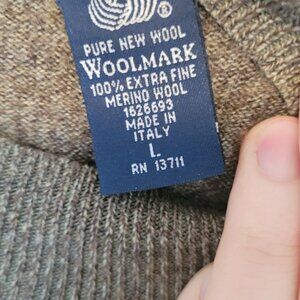 ®
PURE NEW WOOL
WOOLMARK
100% EXTRA FINE
MERINO WOOL
1626693
MADE IN
ITALY
L
RN 13711